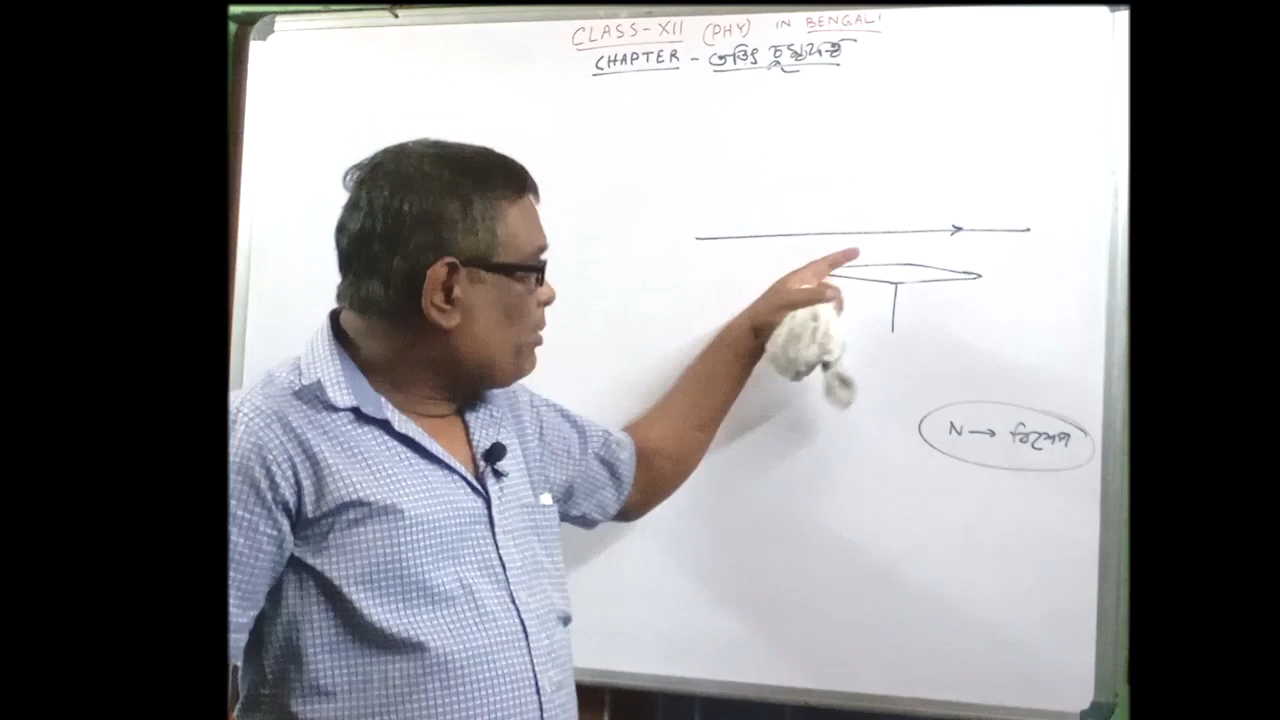 CLASS-XII (PHY) IN BENGALI
CHAPTER - তড়িৎ চুম্বকত্ব
N → বিক্ষেপ